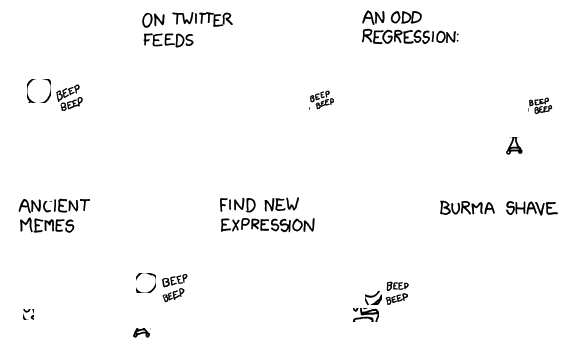 ON TWITTER
FEEDS
BEEP
BEEP
BEEP
BEEP
AN ODD
REGRESSION:
BEEP
BEEP
ANCIENT
MEMES
BEEP
BEEP
FIND NEW
EXPRESSION
BEEP
BEEP
BURMA SHAVE